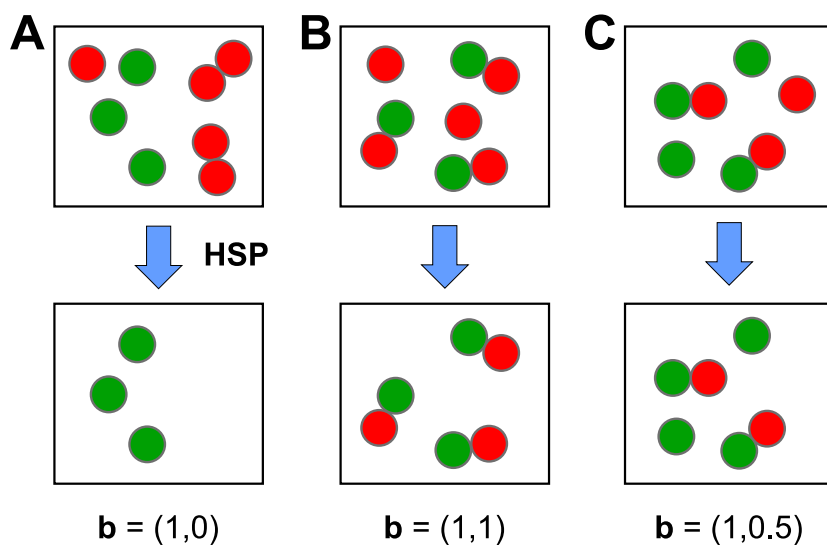 A B C
HSP
b = (1,0) b = (1,1) b = (1,0.5)